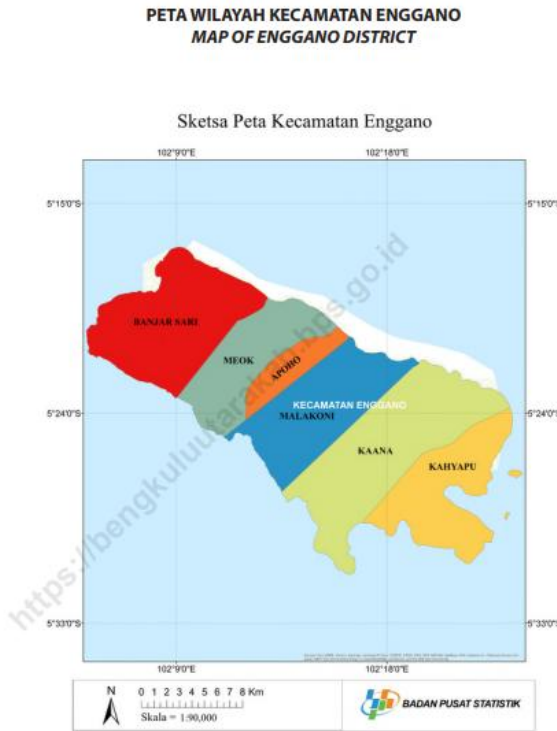 PETA WILAYAH KECAMATAN ENGGANO
MAP OF ENGGANO DISTRICT
Sketsa Peta Kecamatan Enggano
102°9'0"E 102°18'0"E
5°15'0"S 5°15'0"S
BANJAR SARI
MEOK
APOHO
KECAMATAN ENGGANO
5°24'0"S 5°24'0"S
MALAKONI
KAANA
KAHYAPU
https://bengkuluutarakab.bps.go.id
5°33'0"S 5°33'0"S
102°9'0"E 102°18'0"E
N
0 1 2 3 4 5 6 7 8 Km
Skala = 1:90,000
BADAN PUSAT STATISTIK